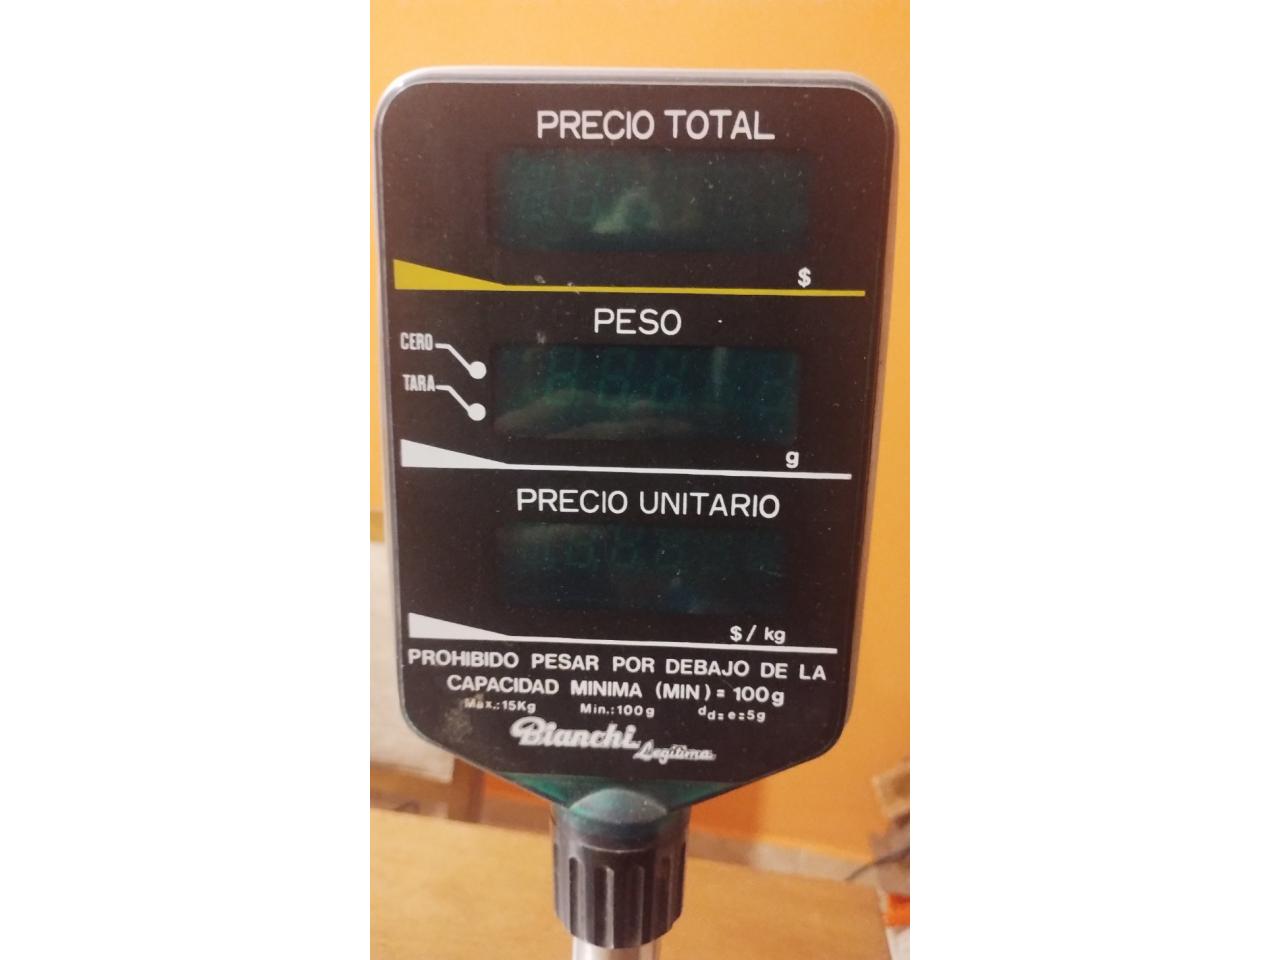 PRECIO TOTAL
$
PESO
CERO
TARA
g
PRECIO UNITARIO
$/kg
PROHIBIDO PESAR POR DEBAJO DE LA
CAPACIDAD MINIMA (MIN) = 100g
Max.:15Kg Min.:100g dd=e=5g
Bianchi Legitima